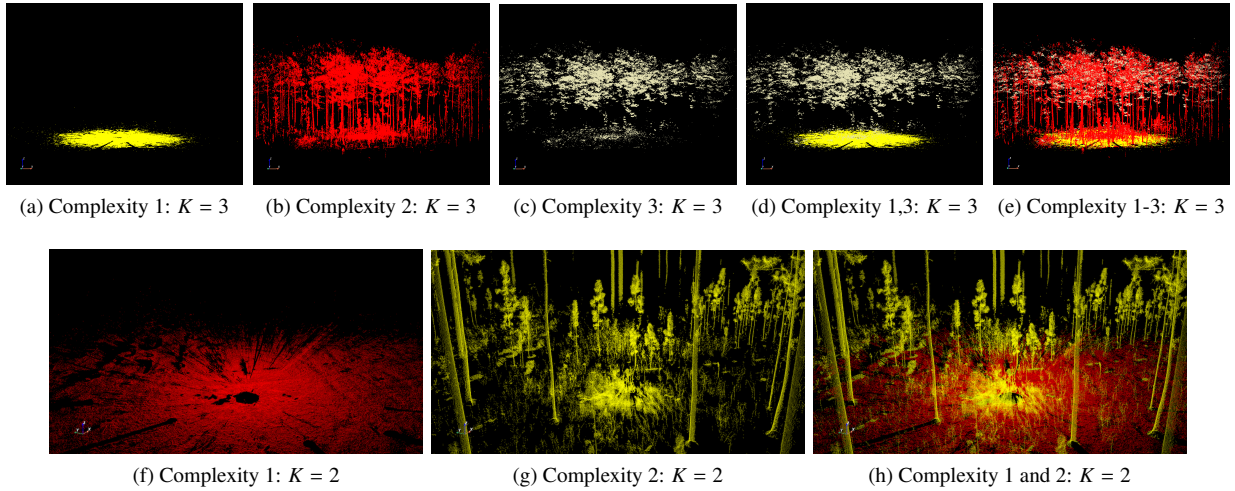 (a) Complexity 1: K = 3
(b) Complexity 2: K = 3
(c) Complexity 3: K = 3
(d) Complexity 1,3: K = 3
(e) Complexity 1-3: K = 3
(f) Complexity 1: K = 2
(g) Complexity 2: K = 2
(h) Complexity 1 and 2: K = 2